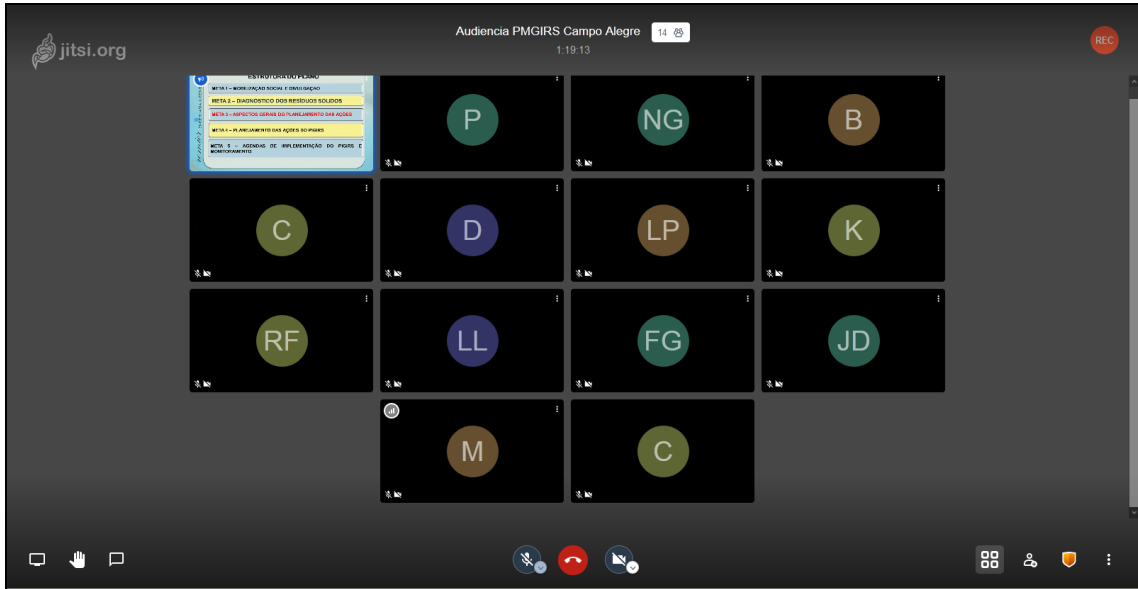 jitsi.org
Audiencia PMGIRS Campo Alegre 14
1:19:13
REC
ESTRUTURA DO PLANO
META 1 – MOBILIZAÇÃO SOCIAL E DIVULGAÇÃO
META 2 – DIAGNÓSTICO DOS RESÍDUOS SÓLIDOS
META 3 – ASPECTOS GERAIS DO PLANEJAMENTO DAS AÇÕES
META 4 – PLANEJAMENTO DAS AÇÕES DO PIGIRS
META 5 – AGENDAS DE IMPLEMENTAÇÃO DO PIGIRS E
MONITORAMENTO
P
NG
B
C
D
LP
K
RF
LL
FG
JD
M
C